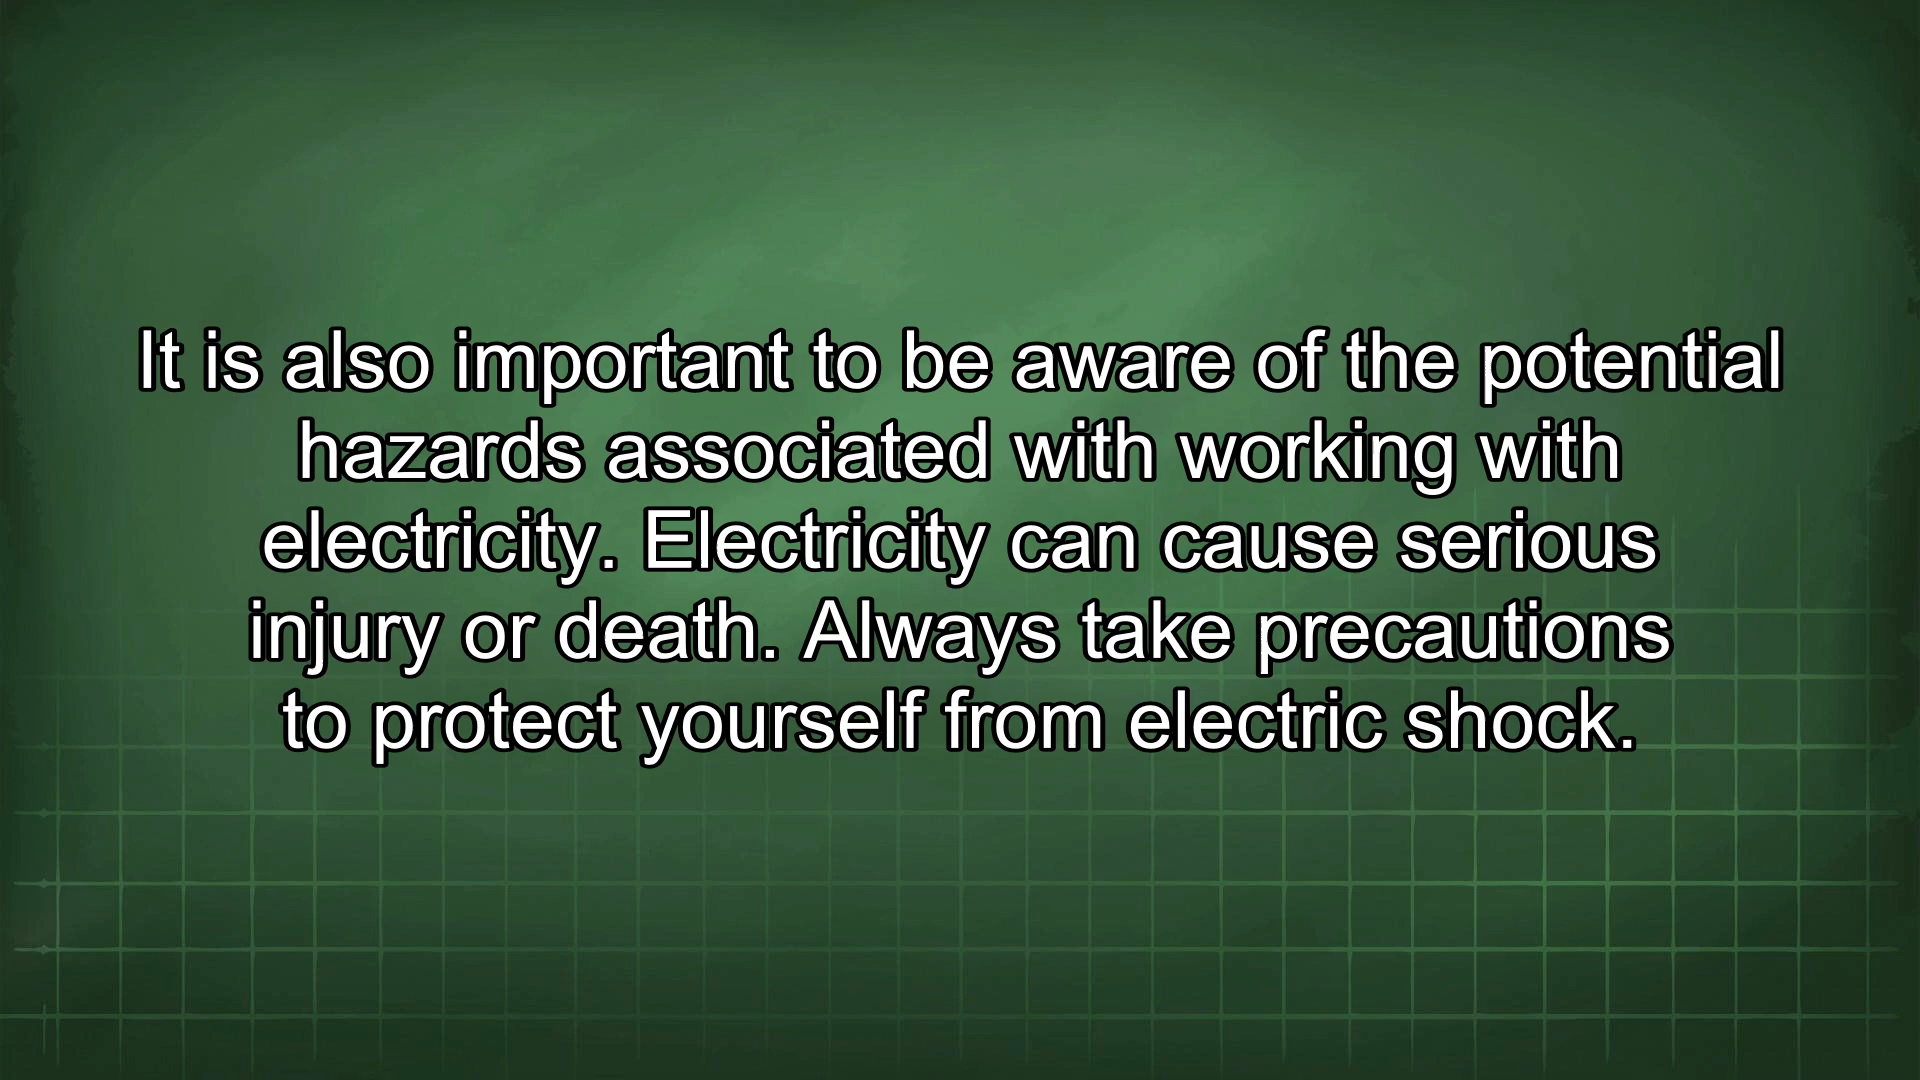 It is also important to be aware of the potential
hazards associated with working with
electricity. Electricity can cause serious
injury or death. Always take precautions
to protect yourself from electric shock.